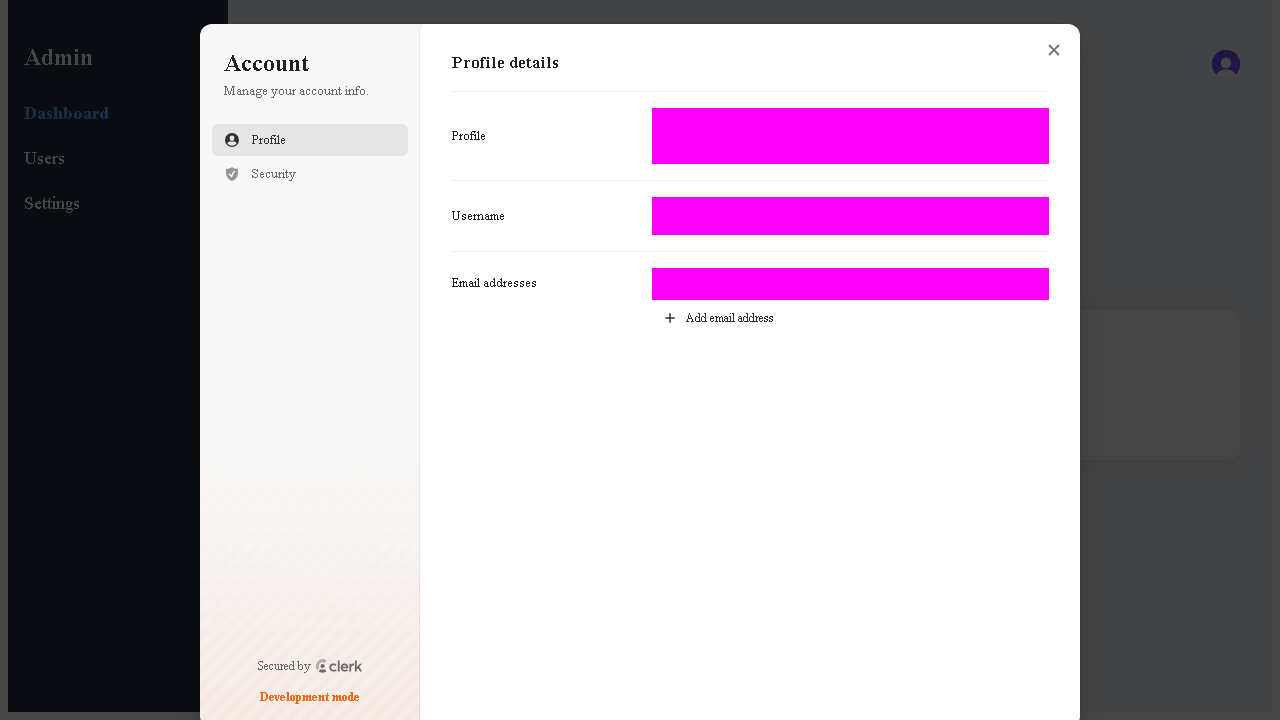 Admin
Dashboard
Users
Settings
Account
Manage your account info.
Profile
Security
Secured by clerk
Development mode
Profile details
Profile
Username
Email addresses
Add email address